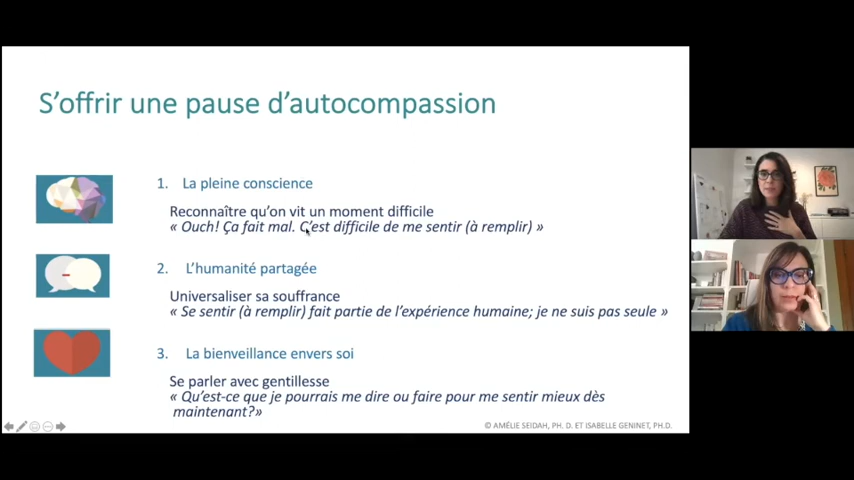 S'offrir une pause d'autocompassion
1. La pleine conscience
Reconnaître qu'on vit un moment difficile
« Ouch! Ça fait mal. C'est difficile de me sentir (à remplir) »
2. L'humanité partagée
Universaliser sa souffrance
« Se sentir (à remplir) fait partie de l'expérience humaine; je ne suis pas seule »
3. La bienveillance envers soi
Se parler avec gentillesse
« Qu'est-ce que je pourrais me dire ou faire pour me sentir mieux dès
maintenant?»
© AMÉLIE SEIDAH, PH. D. ET ISABELLE GENINET, PH.D.